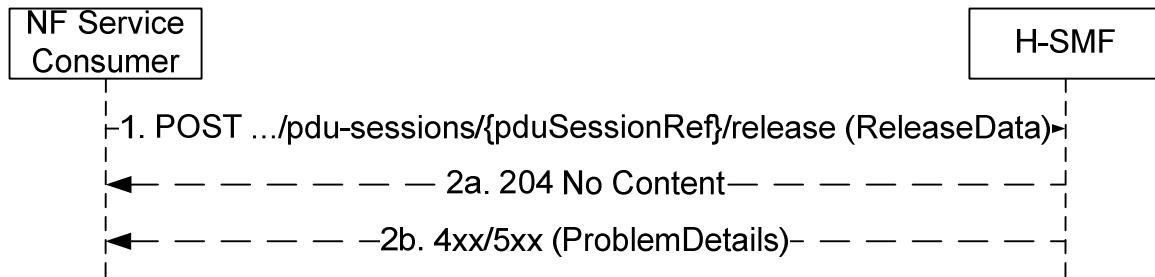 NF Service
Consumer
H-SMF
1. POST .../pdu-sessions/{pduSessionRef}/release (ReleaseData)
2a. 204 No Content
2b. 4xx/5xx (ProblemDetails)